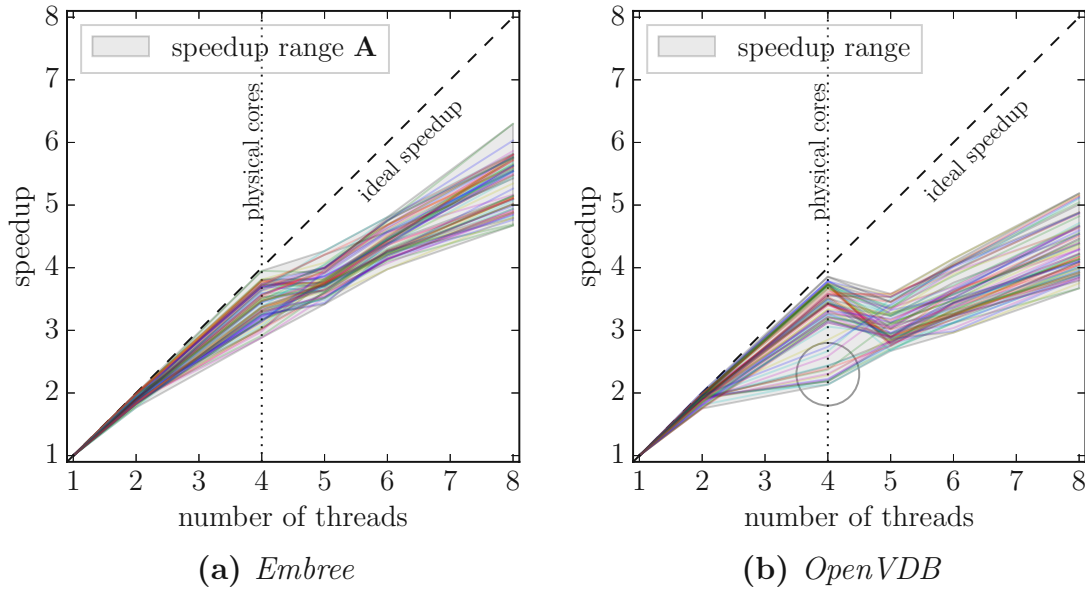 speedup range A
physical cores
ideal speedup
speedup
8
7
6
5
4
3
2
1
1 2 3 4 5 6 7 8
number of threads
(a) Embree
speedup range
physical cores
ideal speedup
speedup
8
7
6
5
4
3
2
1
1 2 3 4 5 6 7 8
number of threads
(b) OpenVDB